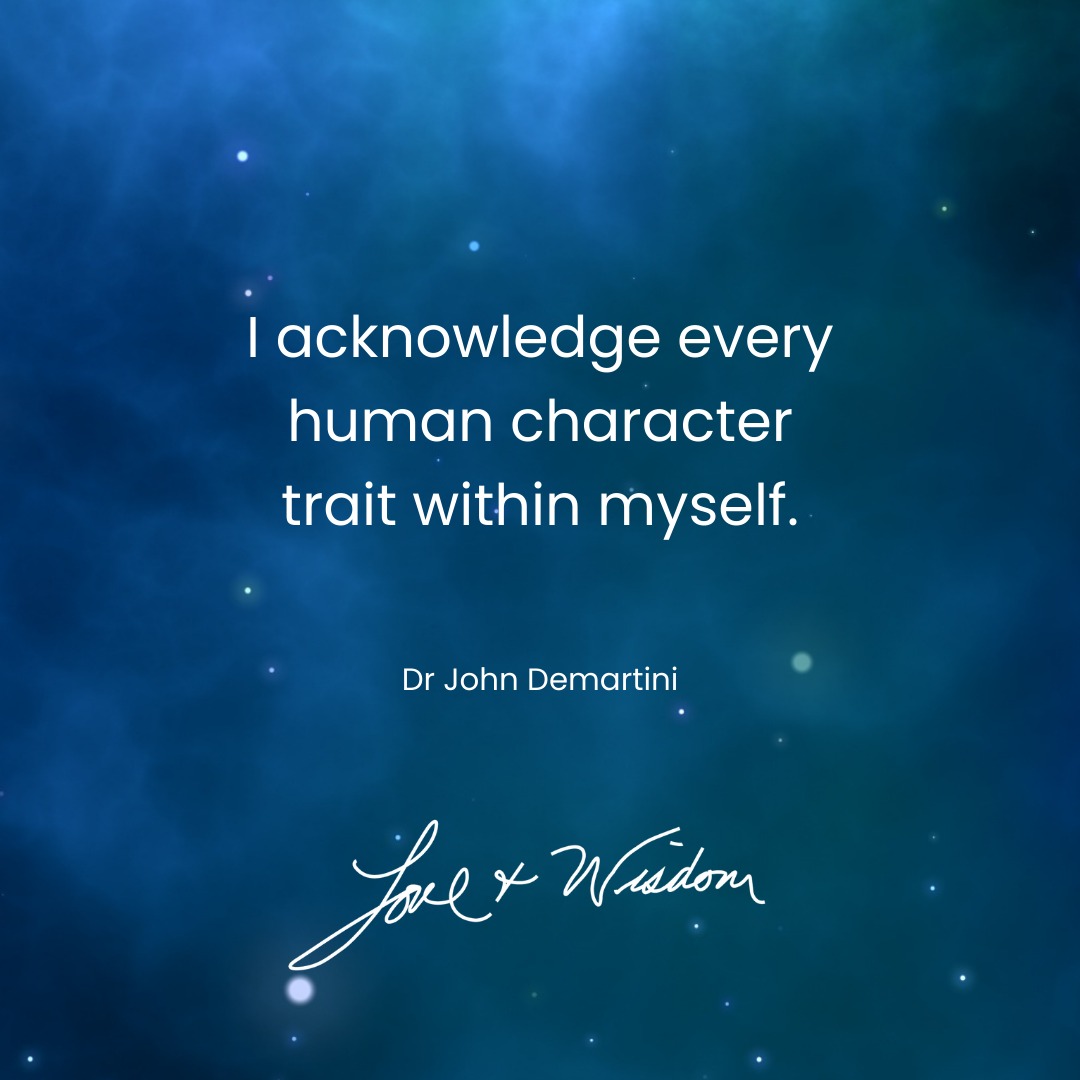 I acknowledge every
human character
trait within myself.
Dr John Demartini
Love + Wisdom